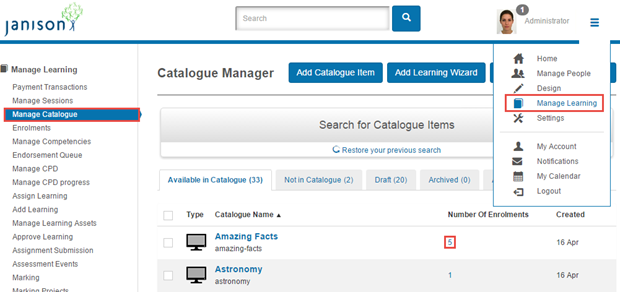 janison
Search
1
Administrator
Home
Manage People
Design
Manage Learning
Settings
My Account
Notifications
My Calendar
Logout
Manage Learning
Payment Transactions
Manage Sessions
Manage Catalogue
Enrolments
Manage Competencies
Endorsement Queue
Manage CPD
Manage CPD progress
Assign Learning
Add Learning
Manage Learning Assets
Approve Learning
Assignment Submission
Assessment Events
Marking
Marking Projects
Catalogue Manager
Add Catalogue Item
Add Learning Wizard
Search for Catalogue Items
Restore your previous search
Available in Catalogue (33)
Not in Catalogue (2)
Draft (20)
Archived (0)
Type Catalogue Name ▲ Number Of Enrolments Created
Amazing Facts 5 16 Apr
amazing-facts
Astronomy 1 16 Apr
astronomy